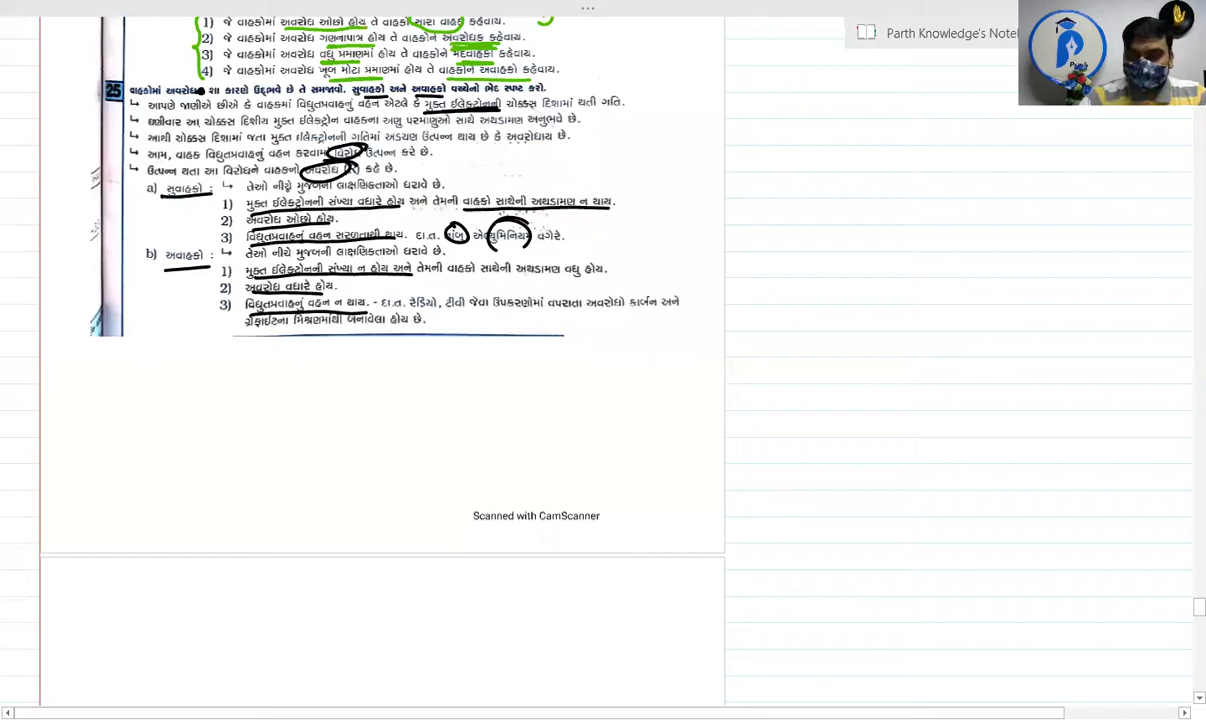 Parth Knowledge's Note
1) જે વાહકોમાં અવરોધ ઓછો હોય તે વાહકો સારા વાહક કહેવાય.
2) જે વાહકોમાં અવરોધ ગણનાપાત્ર હોય તે વાહકોને અવરોધક કહેવાય.
3) જે વાહકોમાં અવરોધ વધુ પ્રમાણમાં હોય તે વાહકોને મંદવાહકો કહેવાય.
4) જે વાહકોમાં અવરોધ ખૂબ મોટા પ્રમાણમાં હોય તે વાહકોને અવાહકો કહેવાય.
25 વાહકોમાં અવરોધ શા કારણે ઉદ્ભવે છે તે સમજાવો. સુવાહકો અને અવાહકો વચ્ચેનો ભેદ સ્પષ્ટ કરો.
↳ આપણે જાણીએ છીએ કે વાહકમાં વિદ્યુતપ્રવાહનું વહન એટલે કે મુક્ત ઈલેક્ટ્રોનની ચોક્કસ દિશામાં થતી ગતિ.
↳ ઘણીવાર આ ચોક્કસ દિશીય મુક્ત ઈલેક્ટ્રોન વાહકના અણુ પરમાણુઓ સાથે અથડામણ અનુભવે છે.
↳ આથી ચોક્કસ દિશામાં જતા મુક્ત ઈલેક્ટ્રોનની ગતિમાં અડચણ ઉત્પન્ન થાય છે કે અવરોધાય છે.
↳ આમ, વાહક વિદ્યુતપ્રવાહનું વહન કરવામાં વિરોધ ઉત્પન્ન કરે છે.
↳ ઉત્પન્ન થતા આ વિરોધને વાહકનો અવરોધ (R) કહે છે.
a) સુવાહકો : ↳ તેઓ નીચે મુજબની લાક્ષણિકતાઓ ધરાવે છે.
1) મુક્ત ઈલેક્ટ્રોનની સંખ્યા વધારે હોય અને તેમની વાહકો સાથેની અથડામણ ન થાય.
2) અવરોધ ઓછો હોય.
3) વિદ્યુતપ્રવાહનું વહન સરળતાથી થાય. દા.ત. તાંબુ, એલ્યુમિનિયમ વગેરે.
b) અવાહકો : ↳ તેઓ નીચે મુજબની લાક્ષણિકતાઓ ધરાવે છે.
1) મુક્ત ઈલેક્ટ્રોનની સંખ્યા ન હોય અને તેમની વાહકો સાથેની અથડામણ વધુ હોય.
2) અવરોધ વધારે હોય.
3) વિદ્યુતપ્રવાહનું વહન ન થાય. - દા.ત. રેડિયો, ટીવી જેવા ઉપકરણોમાં વપરાતા અવરોધો કાર્બન અને
ગ્રેફાઈટના મિશ્રણમાંથી બનાવેલા હોય છે.
Scanned with CamScanner